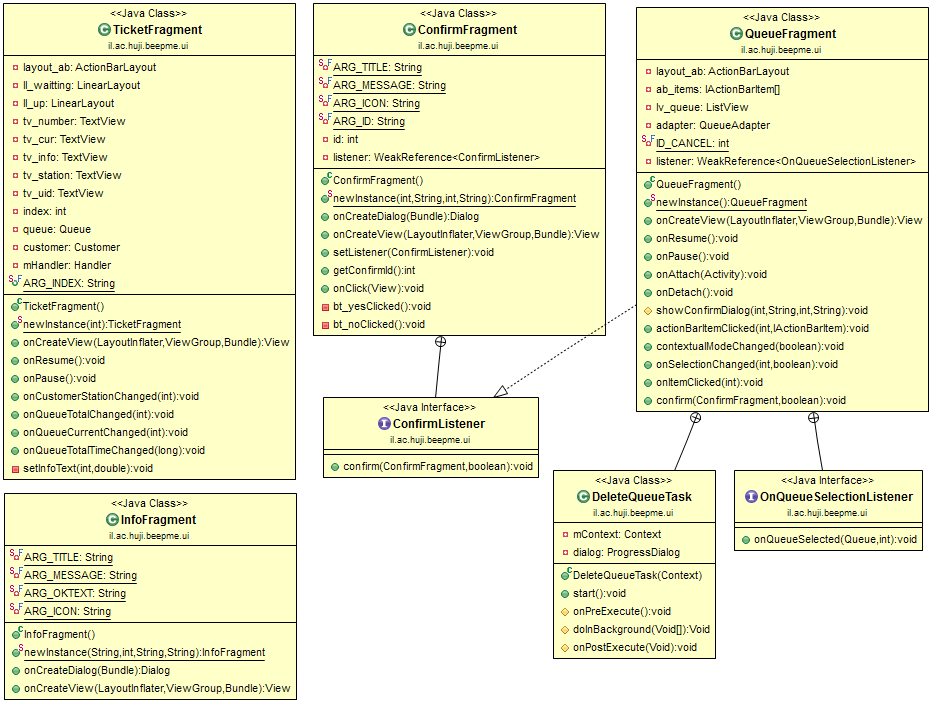 <<Java Class>>
TicketFragment
il.ac.huji.beepme.ui
layout_ab: ActionBarLayout
ll_waitting: LinearLayout
ll_up: LinearLayout
tv_number: TextView
tv_cur: TextView
tv_info: TextView
tv_station: TextView
tv_uid: TextView
index: int
queue: Queue
customer: Customer
mHandler: Handler
ARG_INDEX: String
TicketFragment()
newInstance(int):TicketFragment
onCreateView(LayoutInflater,ViewGroup,Bundle):View
onResume():void
onPause():void
onCustomerStationChanged(int):void
onQueueTotalChanged(int):void
onQueueCurrentChanged(int):void
onQueueTotalTimeChanged(long):void
setInfoText(int,double):void
<<Java Class>>
InfoFragment
il.ac.huji.beepme.ui
ARG_TITLE: String
ARG_MESSAGE: String
ARG_OKTEXT: String
ARG_ICON: String
InfoFragment()
newInstance(String,int,String,String):InfoFragment
onCreateDialog(Bundle):Dialog
onCreateView(LayoutInflater,ViewGroup,Bundle):View
<<Java Class>>
ConfirmFragment
il.ac.huji.beepme.ui
ARG_TITLE: String
ARG_MESSAGE: String
ARG_ICON: String
ARG_ID: String
id: int
listener: WeakReference<ConfirmListener>
ConfirmFragment()
newInstance(int,String,int,String):ConfirmFragment
onCreateDialog(Bundle):Dialog
onCreateView(LayoutInflater,ViewGroup,Bundle):View
setListener(ConfirmListener):void
getConfirmId():int
onClick(View):void
bt_yesClicked():void
bt_noClicked():void
<<Java Interface>>
ConfirmListener
il.ac.huji.beepme.ui
confirm(ConfirmFragment,boolean):void
<<Java Class>>
QueueFragment
il.ac.huji.beepme.ui
layout_ab: ActionBarLayout
ab_items: IActionBarItem[]
lv_queue: ListView
adapter: QueueAdapter
ID_CANCEL: int
listener: WeakReference<OnQueueSelectionListener>
QueueFragment()
newInstance():QueueFragment
onCreateView(LayoutInflater,ViewGroup,Bundle):View
onResume():void
onPause():void
onAttach(Activity):void
onDetach():void
showConfirmDialog(int,String,int,String):void
actionBarItemClicked(int,IActionBarItem):void
contextualModeChanged(boolean):void
onSelectionChanged(int,boolean):void
onItemClicked(int):void
confirm(ConfirmFragment,boolean):void
<<Java Class>>
DeleteQueueTask
il.ac.huji.beepme.ui
mContext: Context
dialog: ProgressDialog
DeleteQueueTask(Context)
start():void
onPreExecute():void
doInBackground(Void[]):Void
onPostExecute(Void):void
<<Java Interface>>
OnQueueSelectionListener
il.ac.huji.beepme.ui
onQueueSelected(Queue,int):void